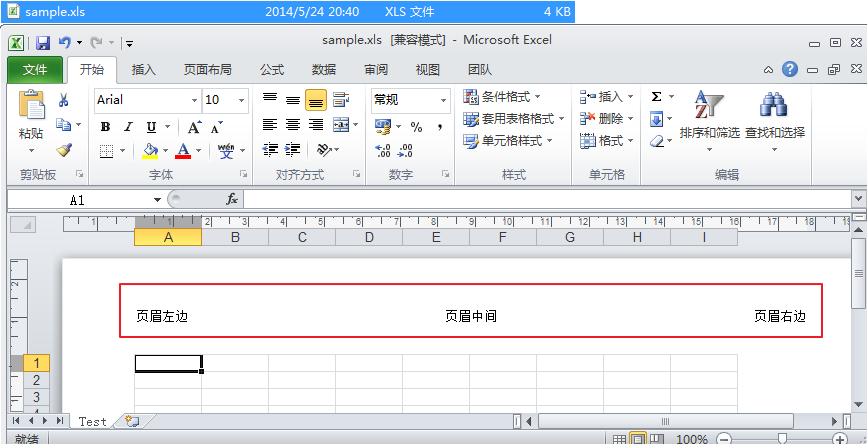 sample.xls 2014/5/24 20:40 XLS 文件 4 KB
sample.xls [兼容模式] - Microsoft Excel
文件 开始 插入 页面布局 公式 数据 审阅 视图 团队
Arial 10 常规 条件格式 插入 Σ
粘贴 B I U % , 套用表格格式 删除 排序和筛选 查找和选择
A wén 文 .00 单元格样式 格式
剪贴板 字体 对齐方式 数字 样式 单元格 编辑
A1 fx
1 1 2 3 4 5 6 7 8 9 10 11 12 13 14 15 16 17 18 19
A B C D E F G H I
页眉左边 页眉中间 页眉右边
1
2
3
4
Test
就绪 100%